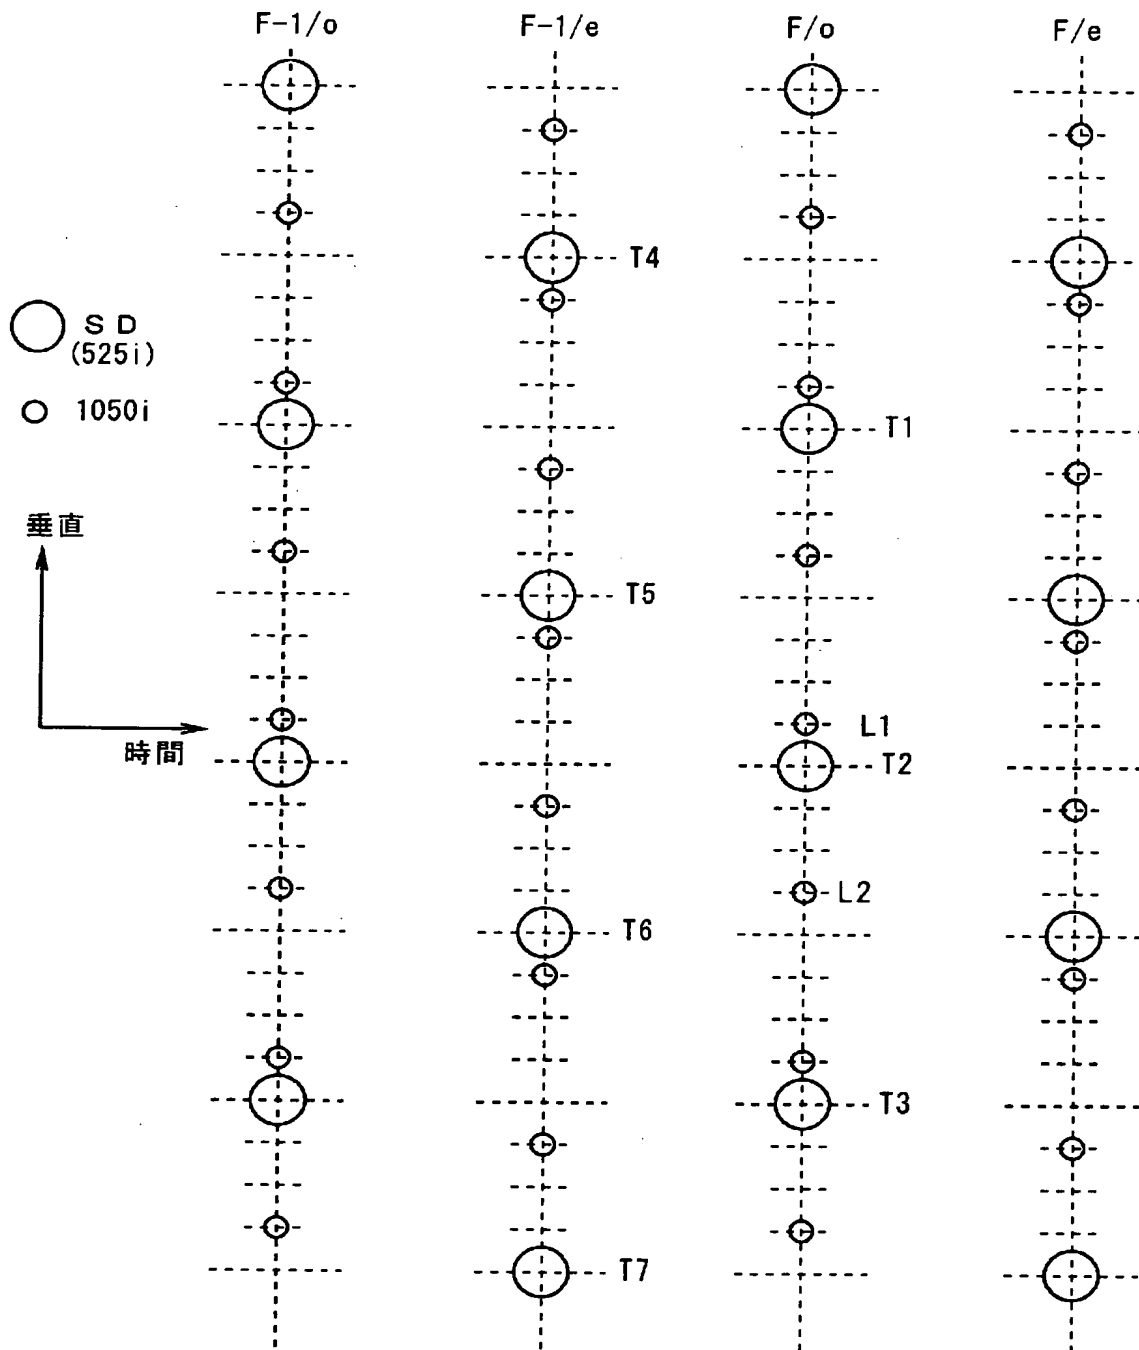 F-1/o F-1/e F/o F/e
T4
SD
(525i)
1050i
T1
垂直
T5
L1
時間
T2
L2
T6
T3
T7